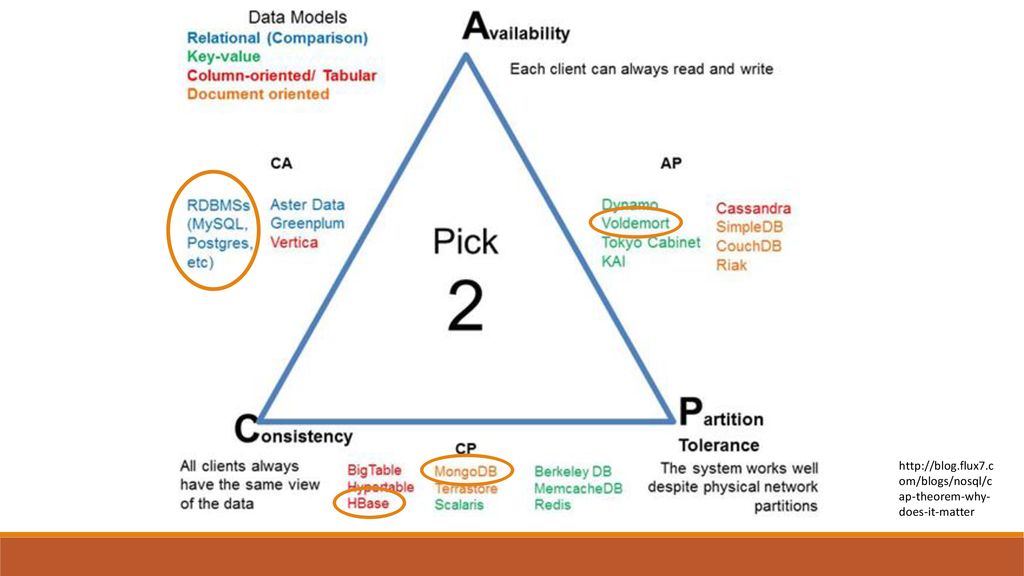 Data Models
Relational (Comparison)
Key-value
Column-oriented/ Tabular
Document oriented
Availability
Each client can always read and write
CA
RDBMSs
(MySQL,
Postgres,
etc)
Aster Data
Greenplum
Vertica
AP
Dynamo
Voldemort
Tokyo Cabinet
KAI
Cassandra
SimpleDB
CouchDB
Riak
Pick
2
Consistency
All clients always
have the same view
of the data
CP
BigTable
Hypertable
HBase
MongoDB
Terrastore
Scalaris
Berkeley DB
MemcacheDB
Redis
Partition
Tolerance
The system works well
despite physical network
partitions
http://blog.flux7.c
om/blogs/nosql/c
ap-theorem-why-
does-it-matter